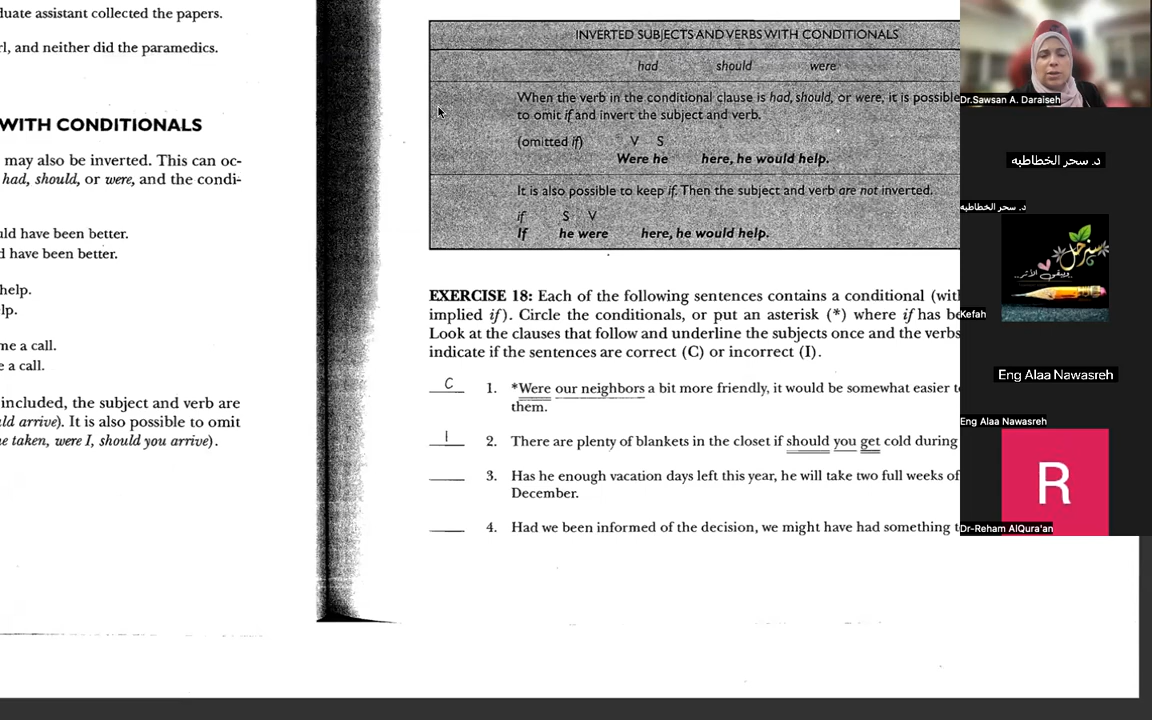 duate assistant collected the papers.
rl, and neither did the paramedics.
WITH CONDITIONALS
may also be inverted. This can oc-
had, should, or were, and the condi-
uld have been better.
d have been better.
help.
lp.
me a call.
e a call.
included, the subject and verb are
ld arrive). It is also possible to omit
e taken, were I, should you arrive).
INVERTED SUBJECTS AND VERBS WITH CONDITIONALS
had should were
When the verb in the conditional clause is had, should, or were, it is possible
to omit if and invert the subject and verb.
(omitted if) V S
Were he here, he would help.
It is also possible to keep if. Then the subject and verb are not inverted.
if S V
If he were here, he would help.
EXERCISE 18: Each of the following sentences contains a conditional (wit
implied if). Circle the conditionals, or put an asterisk (*) where if has be
Look at the clauses that follow and underline the subjects once and the verbs
indicate if the sentences are correct (C) or incorrect (I).
C 1. *Were our neighbors a bit more friendly, it would be somewhat easier t
them.
I 2. There are plenty of blankets in the closet if should you get cold during
3. Has he enough vacation days left this year, he will take two full weeks of
December.
4. Had we been informed of the decision, we might have had something t
Dr.Sawsan A. Daraiseh
د. سحر الخطاطبه
د. سحر الخطاطبه
سنرحل
ويبقى الأثر..
Kefah
Eng Alaa Nawasreh
Eng Alaa Nawasreh
R
Dr-Reham AlQura'an